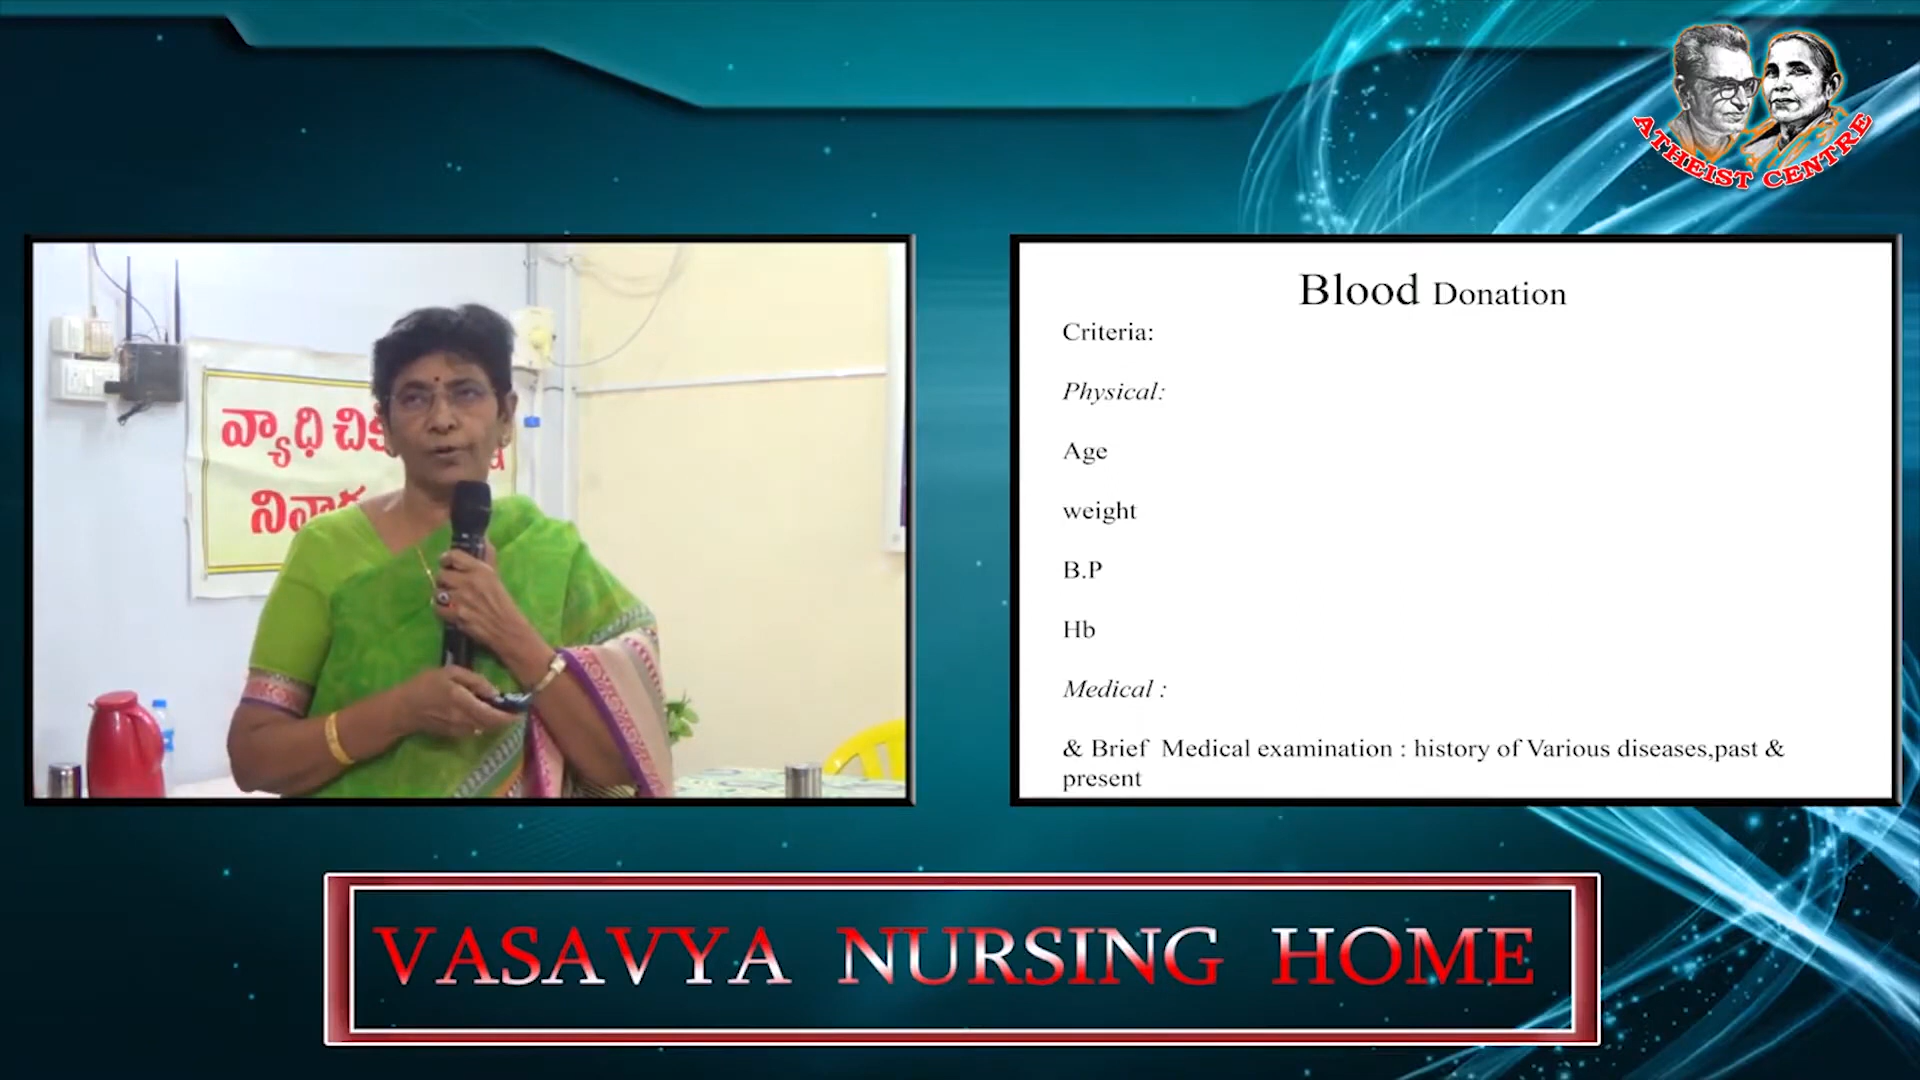 ATHEIST CENTRE
వ్యాధి
Blood Donation
Criteria:
Physical:
Age
weight
B.P
Hb
Medical :
& Brief Medical examination : history of Various diseases,past &
present
VASAVYA NURSING HOME